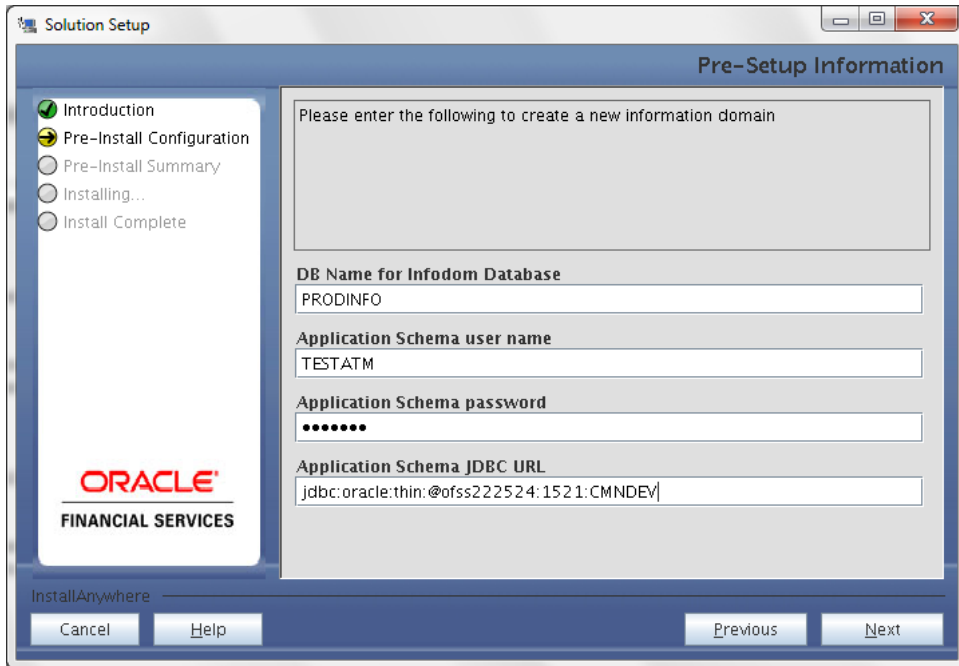 Solution Setup
Pre-Setup Information
Introduction
Pre-Install Configuration
Pre-Install Summary
Installing...
Install Complete
ORACLE
FINANCIAL SERVICES
Please enter the following to create a new information domain
DB Name for Infodom Database
PRODINFO
Application Schema user name
TESTATM
Application Schema password
•••••••
Application Schema JDBC URL
jdbc:oracle:thin:@ofss222524:1521:CMNDEV
InstallAnywhere
Cancel
Help
Previous
Next